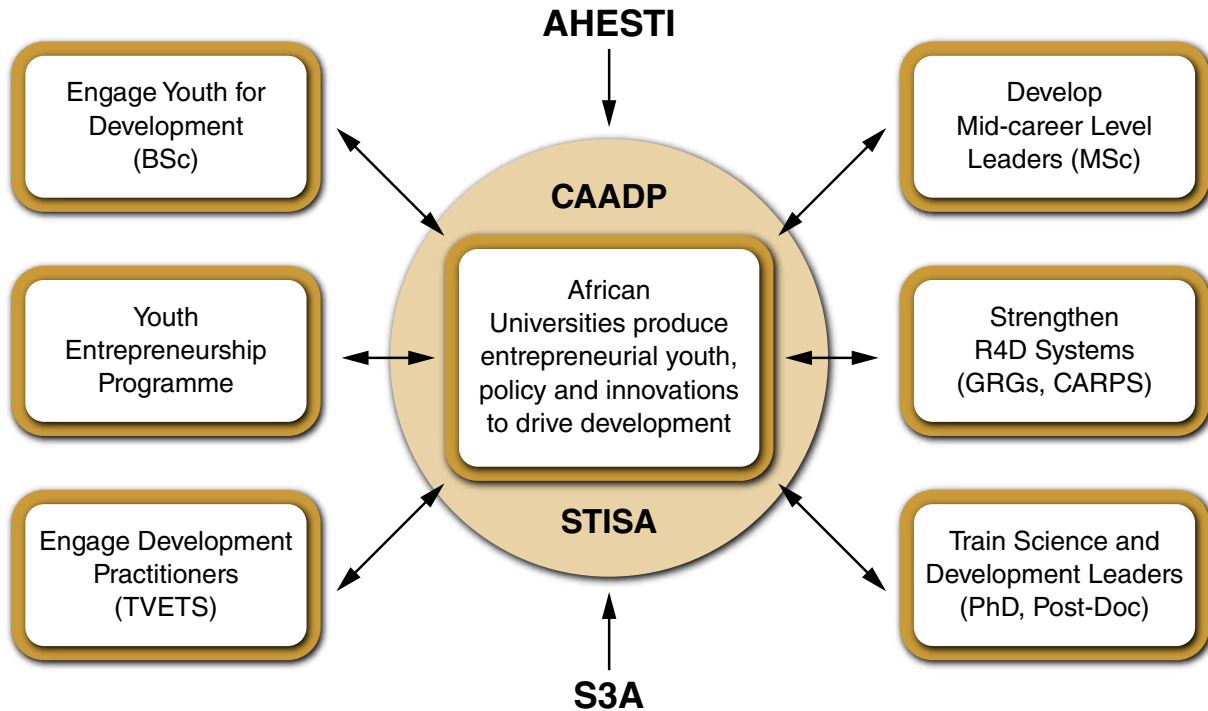 AHESTI
Engage Youth for
Development
(BSc)
Develop
Mid-career Level
Leaders (MSc)
CAADP
Youth
Entrepreneurship
Programme
African
Universities produce
entrepreneurial youth,
policy and innovations
to drive development
Strengthen
R4D Systems
(GRGs, CARPS)
STISA
Engage Development
Practitioners
(TVETS)
Train Science and
Development Leaders
(PhD, Post-Doc)
S3A